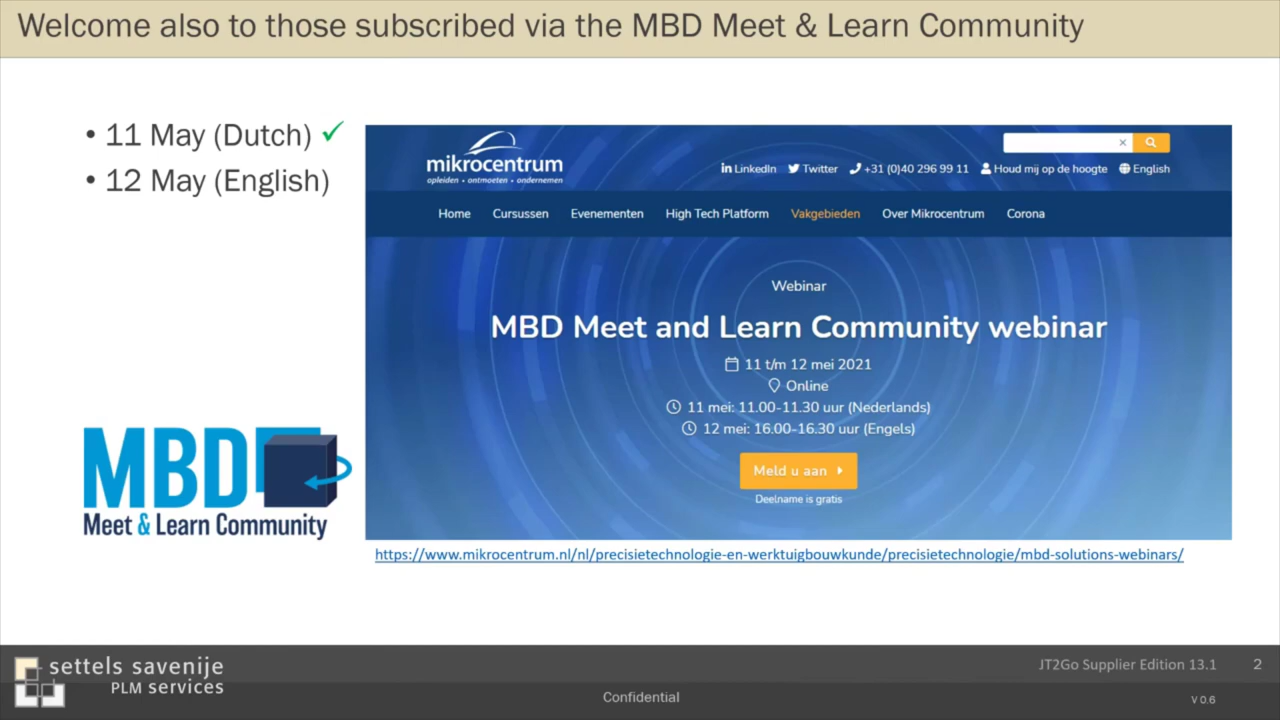 Welcome also to those subscribed via the MBD Meet & Learn Community
• 11 May (Dutch) ✓
• 12 May (English)
mikrocentrum
opleiden • ontmoeten • ondernemen
LinkedIn Twitter +31 (0)40 296 99 11 Houd mij op de hoogte English
Home Cursussen Evenementen High Tech Platform Vakgebieden Over Mikrocentrum Corona
Webinar
MBD Meet and Learn Community webinar
11 t/m 12 mei 2021
Online
11 mei: 11.00-11.30 uur (Nederlands)
12 mei: 16.00-16.30 uur (Engels)
Meld u aan
Deelname is gratis
MBD
Meet & Learn Community
https://www.mikrocentrum.nl/nl/precisietechnologie-en-werktuigbouwkunde/precisietechnologie/mbd-solutions-webinars/
settels savenije
PLM services
Confidential
JT2Go Supplier Edition 13.1 2
V 0.6